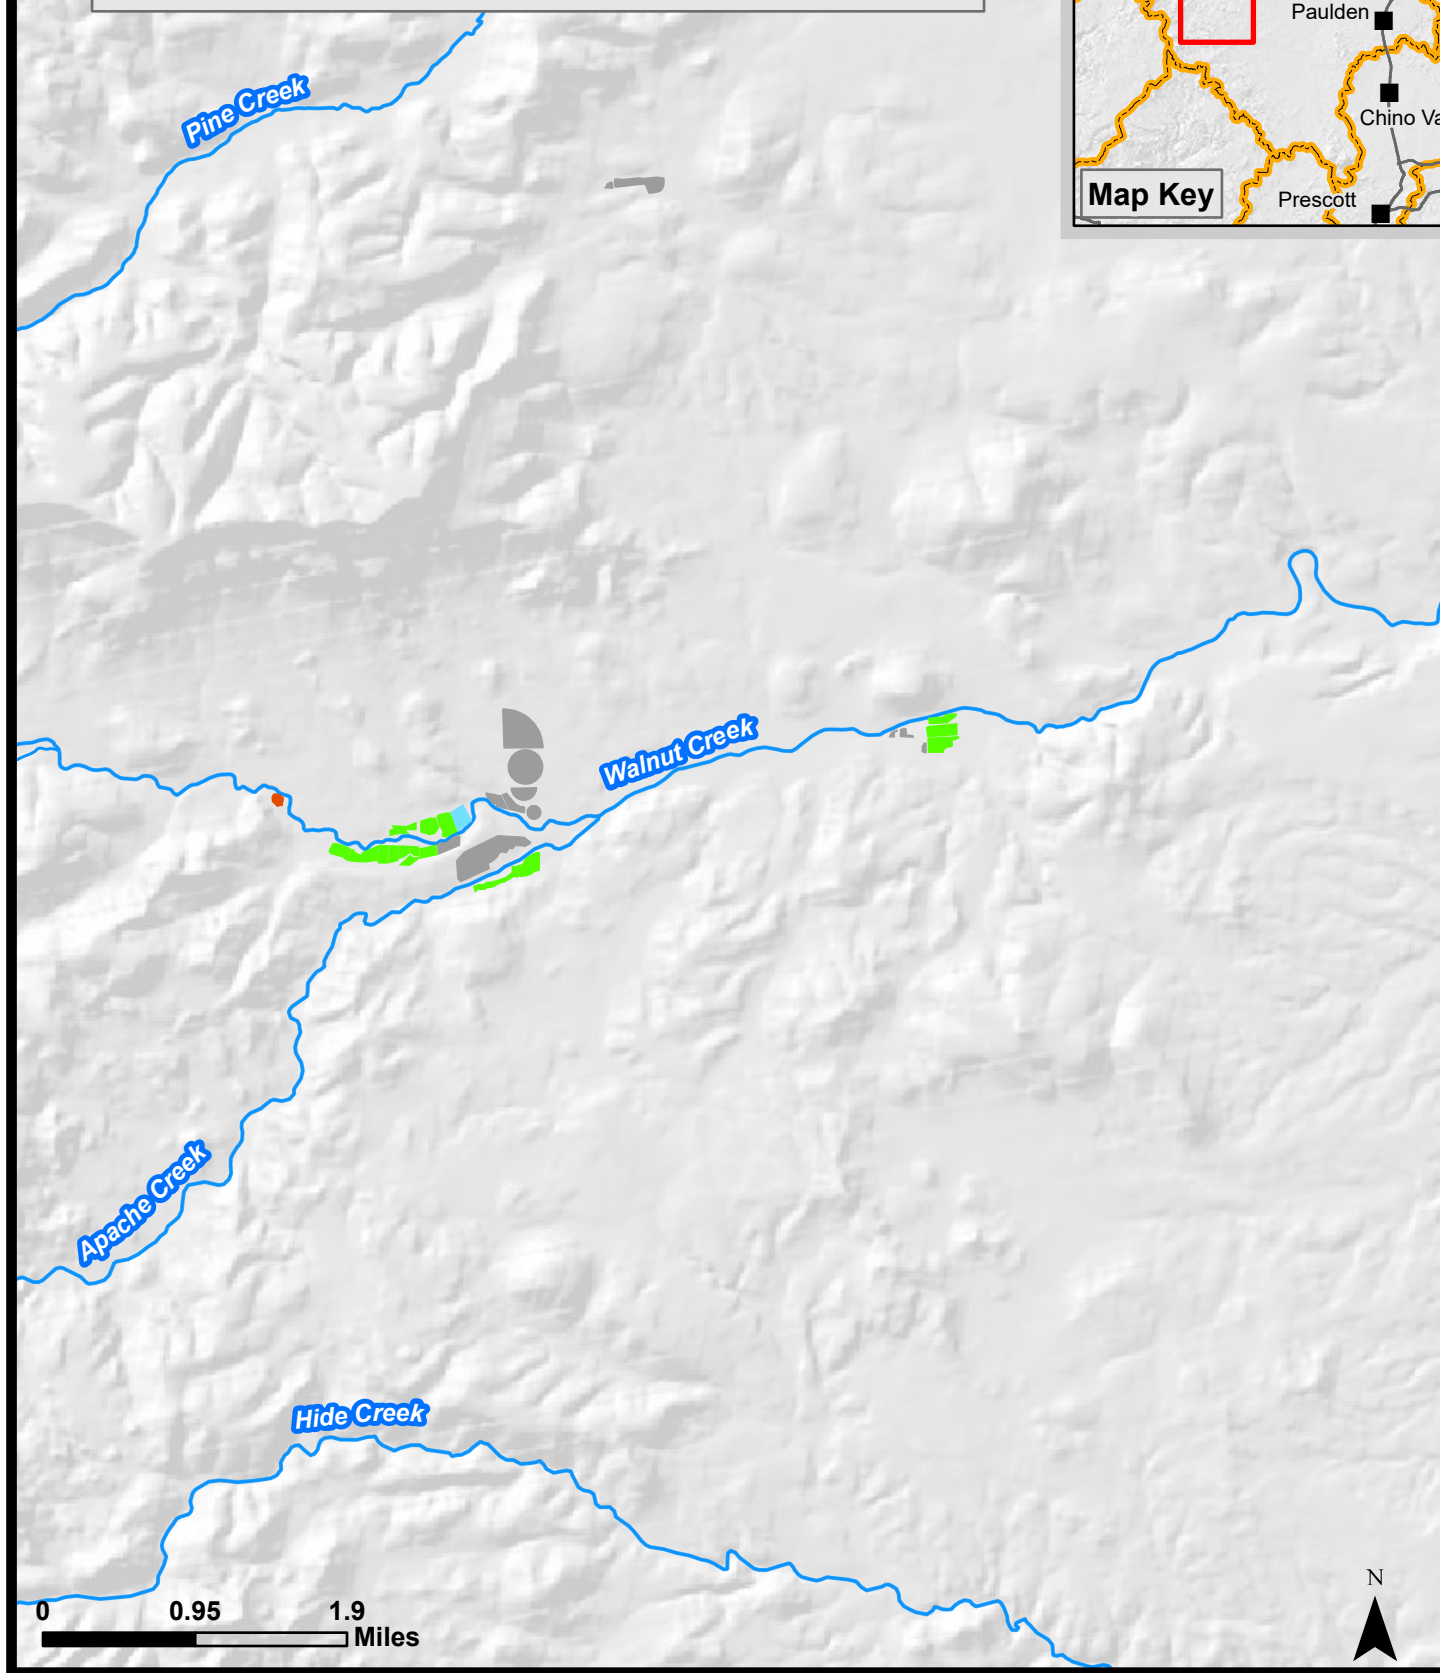 Paulden
Pine Creek
Chino Va
Map Key
Prescott
Walnut Creek
Apache Creek
Hide Creek
N
0 0.95 1.9
Miles